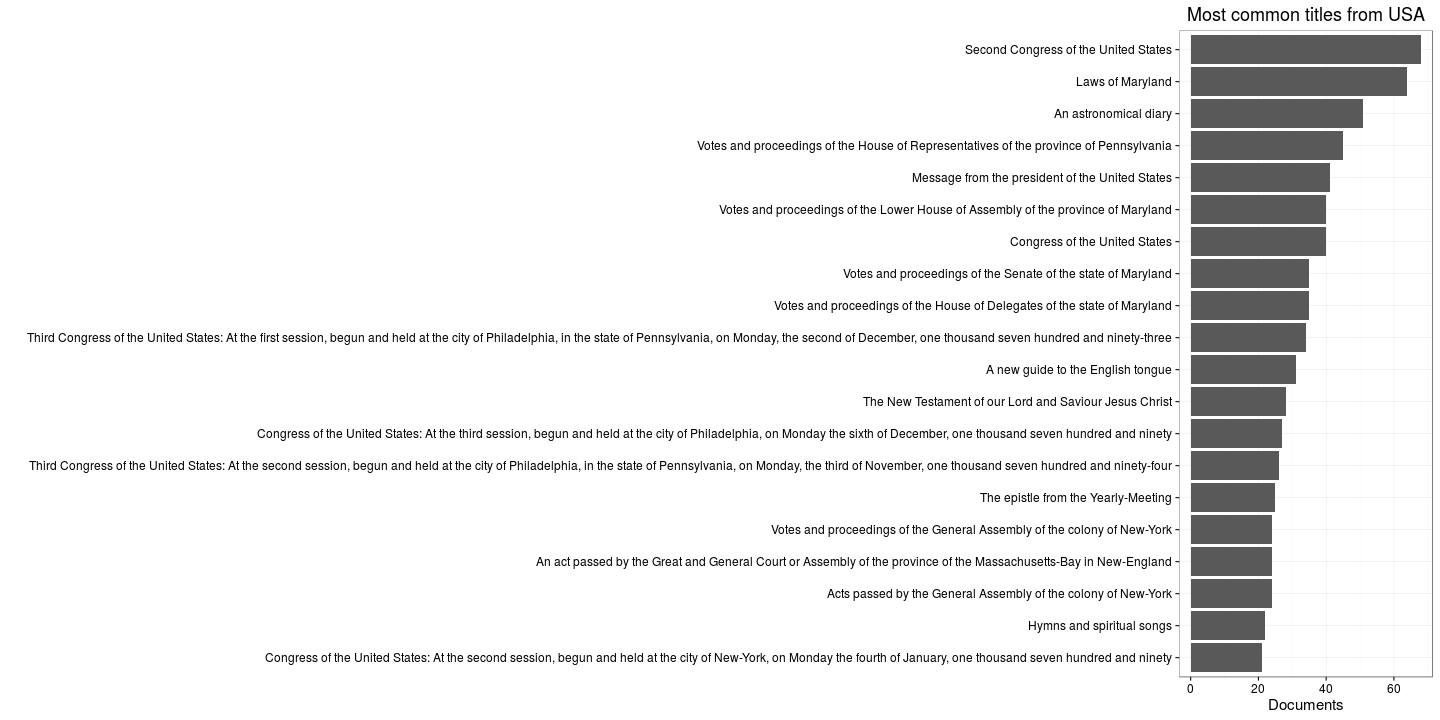 Most common titles from USA
Second Congress of the United States
Laws of Maryland
An astronomical diary
Votes and proceedings of the House of Representatives of the province of Pennsylvania
Message from the president of the United States
Votes and proceedings of the Lower House of Assembly of the province of Maryland
Congress of the United States
Votes and proceedings of the Senate of the state of Maryland
Votes and proceedings of the House of Delegates of the state of Maryland
Third Congress of the United States: At the first session, begun and held at the city of Philadelphia, in the state of Pennsylvania, on Monday, the second of December, one thousand seven hundred and ninety-three
A new guide to the English tongue
The New Testament of our Lord and Saviour Jesus Christ
Congress of the United States: At the third session, begun and held at the city of Philadelphia, on Monday the sixth of December, one thousand seven hundred and ninety
Third Congress of the United States: At the second session, begun and held at the city of Philadelphia, in the state of Pennsylvania, on Monday, the third of November, one thousand seven hundred and ninety-four
The epistle from the Yearly-Meeting
Votes and proceedings of the General Assembly of the colony of New-York
An act passed by the Great and General Court or Assembly of the province of the Massachusetts-Bay in New-England
Acts passed by the General Assembly of the colony of New-York
Hymns and spiritual songs
Congress of the United States: At the second session, begun and held at the city of New-York, on Monday the fourth of January, one thousand seven hundred and ninety
0 20 40 60
Documents